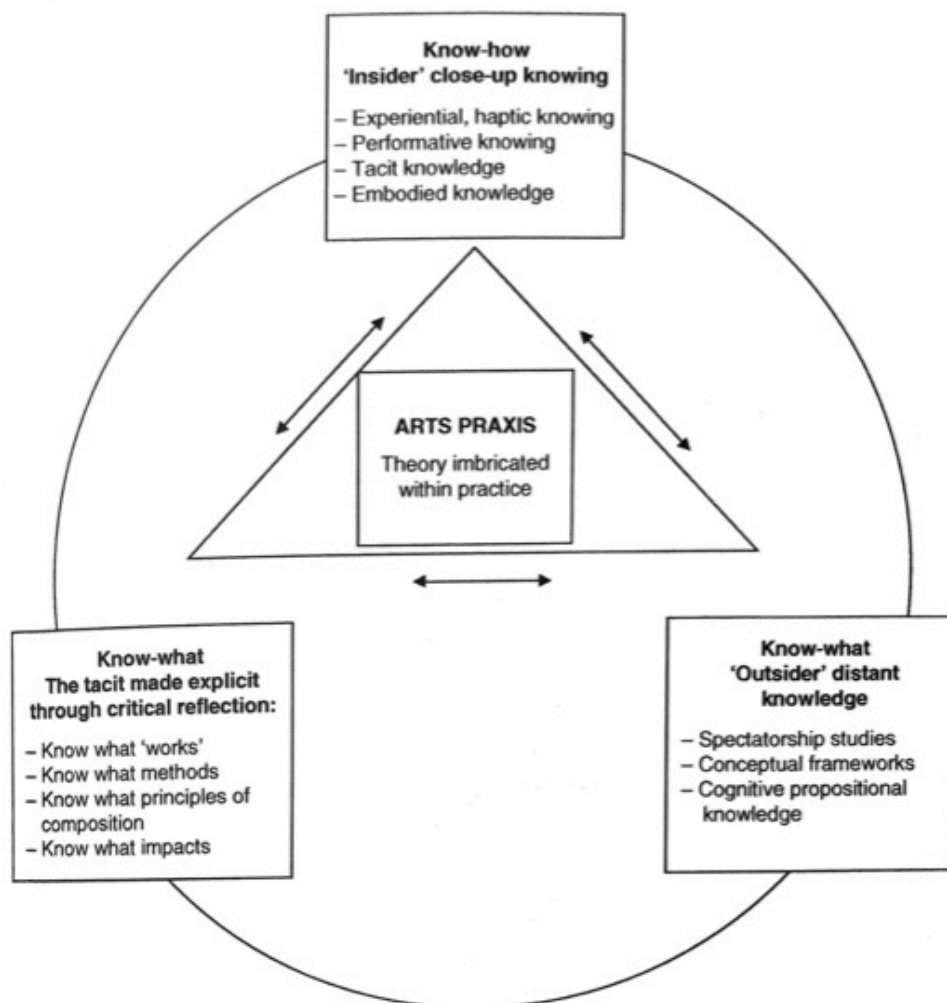 Know-how
‘Insider’ close-up knowing
– Experiential, haptic knowing
– Performative knowing
– Tacit knowledge
– Embodied knowledge
ARTS PRAXIS
Theory imbricated
within practice
Know-what
The tacit made explicit
through critical reflection:
– Know what ‘works’
– Know what methods
– Know what principles of
composition
– Know what impacts
Know-what
‘Outsider’ distant
knowledge
– Spectatorship studies
– Conceptual frameworks
– Cognitive propositional
knowledge